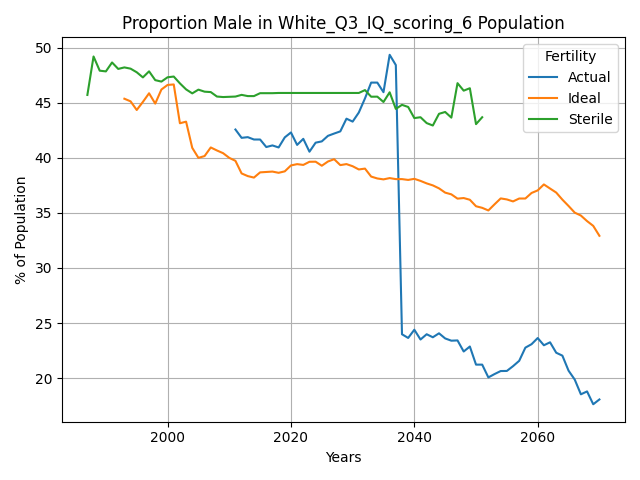 Proportion Male in White_Q3_IQ_scoring_6 Population
Fertility
Actual
Ideal
Sterile
% of Population
50
45
40
35
30
25
20
2000
2020
2040
2060
Years